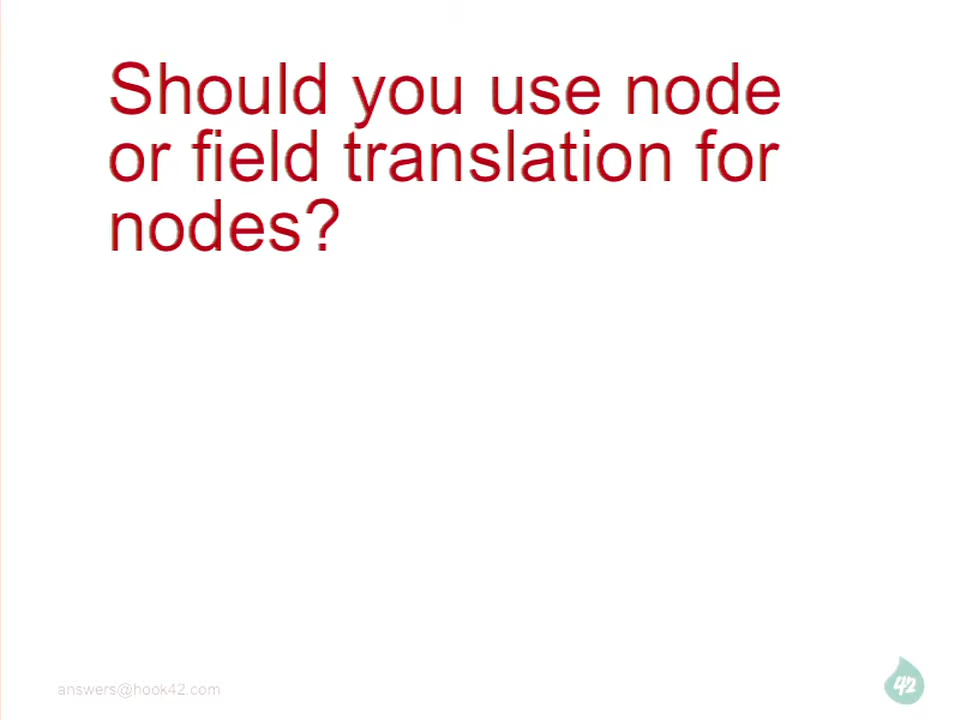 Should you use node
or field translation for
nodes?
answers@hook42.com
42